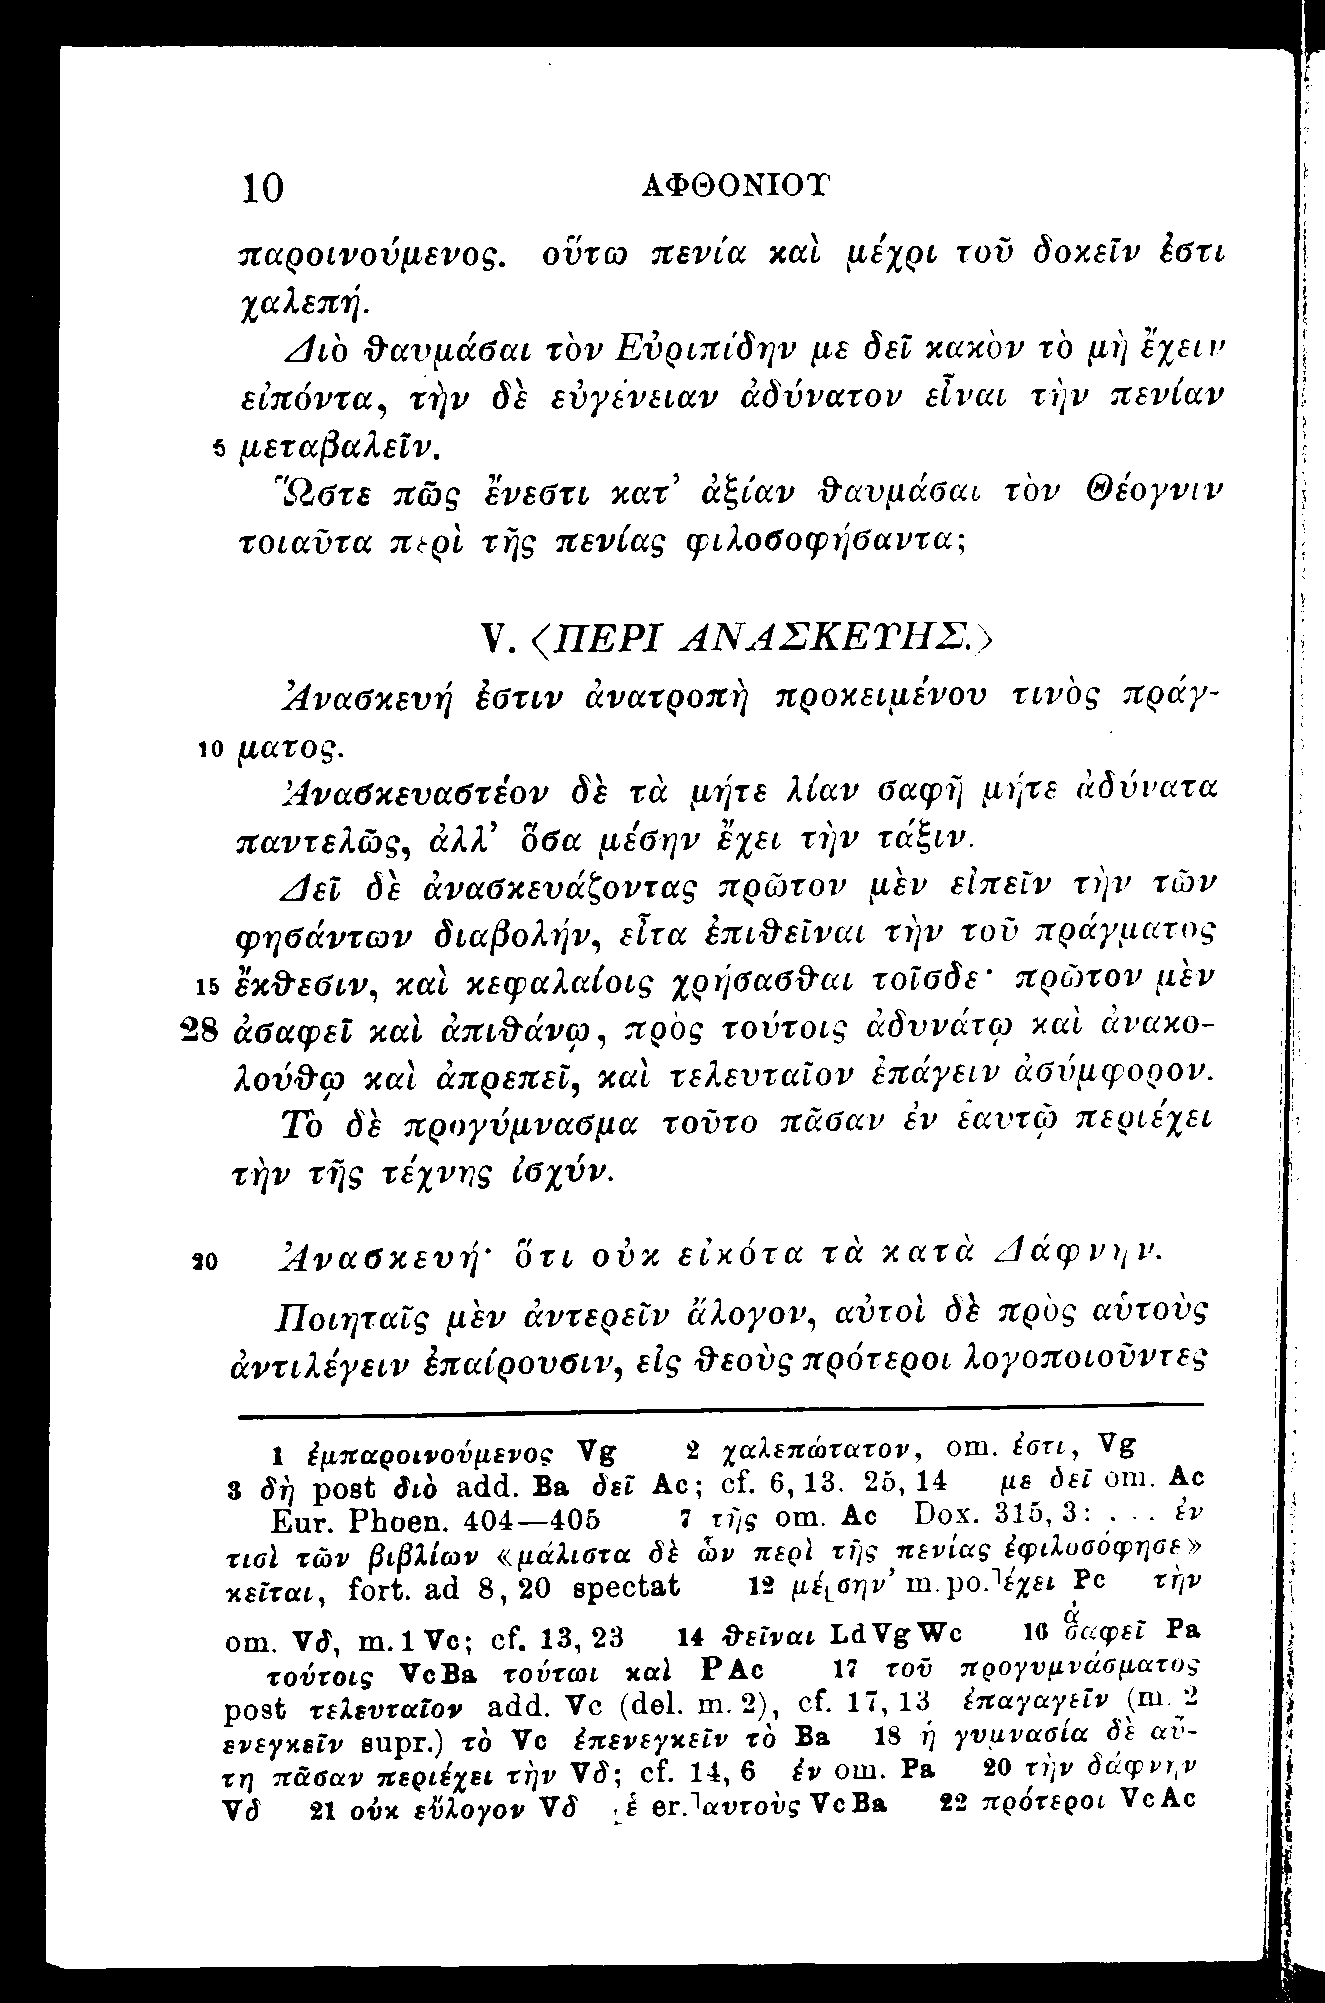 10 ΑΦΘΟΝΙΟΥ
παροινούμενος. οὕτω πενία καὶ μέχρι τοῦ δοκεῖν ἐστι
χαλεπή.
Διὸ θαυμάσαι τὸν Εὐριπίδην με δεῖ κακὸν τὸ μὴ ἔχειν
εἰπόντα, τὴν δὲ εὐγένειαν ἀδύνατον εἶναι τὴν πενίαν
5 μεταβαλεῖν.
Ὥστε πῶς ἔνεστι κατ’ ἀξίαν θαυμάσαι τὸν Θέογνιν
τοιαῦτα περὶ τῆς πενίας φιλοσοφήσαντα;
V. ⟨ΠΕΡΙ ΑΝΑΣΚΕΥΗΣ.⟩
Ἀνασκευή ἐστιν ἀνατροπὴ προκειμένου τινὸς πράγ-
10 ματος.
Ἀνασκευαστέον δὲ τὰ μήτε λίαν σαφῆ μήτε ἀδύνατα
παντελῶς, ἀλλ’ ὅσα μέσην ἔχει τὴν τάξιν.
Δεῖ δὲ ἀνασκευάζοντας πρῶτον μὲν εἰπεῖν τὴν τῶν
φησάντων διαβολήν, εἶτα ἐπιθεῖναι τὴν τοῦ πράγματος
15 ἔκθεσιν, καὶ κεφαλαίοις χρήσασθαι τοῖσδε· πρῶτον μὲν
28 ἀσαφεῖ καὶ ἀπιθάνῳ, πρὸς τούτοις ἀδυνάτῳ καὶ ἀνακο-
λούθῳ καὶ ἀπρεπεῖ, καὶ τελευταῖον ἐπάγειν ἀσύμφορον.
Τὸ δὲ προγύμνασμα τοῦτο πᾶσαν ἐν ἑαυτῷ περιέχει
τὴν τῆς τέχνης ἰσχύν.
20 Ἀνασκευή· ὅτι οὐκ εἰκότα τὰ κατὰ Δάφνην.
Ποιηταῖς μὲν ἀντερεῖν ἄλογον, αὐτοὶ δὲ πρὸς αὑτοὺς
ἀντιλέγειν ἐπαίρουσιν, εἰς θεοὺς πρότεροι λογοποιοῦντες
1 ἐμπαροινούμενος Vg 2 χαλεπώτατον, om. ἐστι, Vg
3 δὴ post διὸ add. Ba δεῖ Ac; cf. 6, 13. 25, 14 με δεῖ om. Ac
Eur. Phoen. 404—405 7 τῆς om. Ac Dox. 315, 3: . . . ἐν
τισὶ τῶν βιβλίων «μάλιστα δὲ ὧν περὶ τῆς πενίας ἐφιλοσόφησε»
κεῖται, fort. ad 8, 20 spectat 12 μέ⌊σην’ m. po.⌉έχει Pc τὴν
om. Vδ, m. 1 Vc; cf. 13, 23 14 θεῖναι LdVgWc 16 ἀσαφεῖ Pa
τούτοις VcBa τούτωι καὶ PAc 17 τοῦ προγυμνάσματος
post τελευταῖον add. Vc (del. m. 2), cf. 17, 13 ἐπαγαγεῖν (m. 2
ενεγκεῖν supr.) τὸ Vc ἐπενεγκεῖν τὸ Ba 18 ἡ γυμνασία δὲ αὕ-
τη πᾶσαν περιέχει τὴν Vδ; cf. 14, 6 ἐν om. Pa 20 τὴν δάφνην
Vδ 21 οὐκ εὔλογον Vδ ⌊ἑ er.⌉αυτοὺς VcBa 22 πρότεροι VcAc